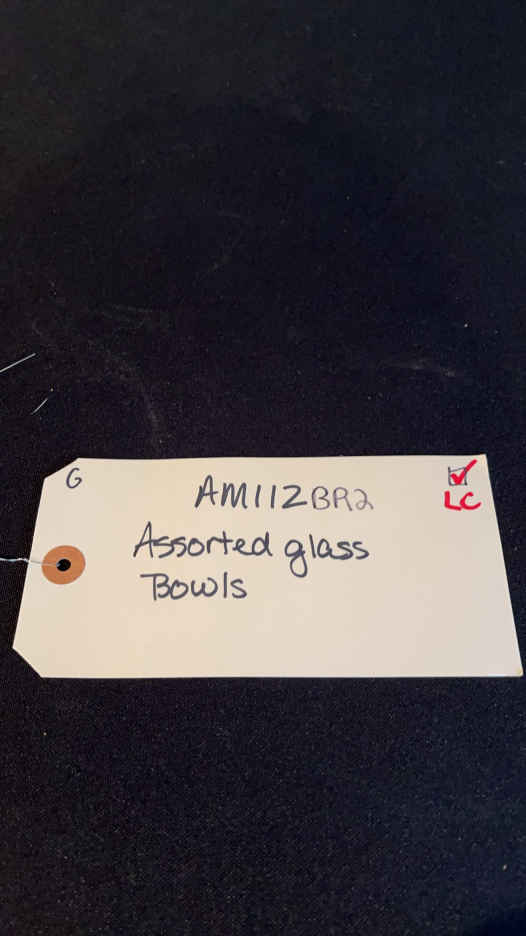 G
AM112BR2
LC
Assorted glass
Bowls